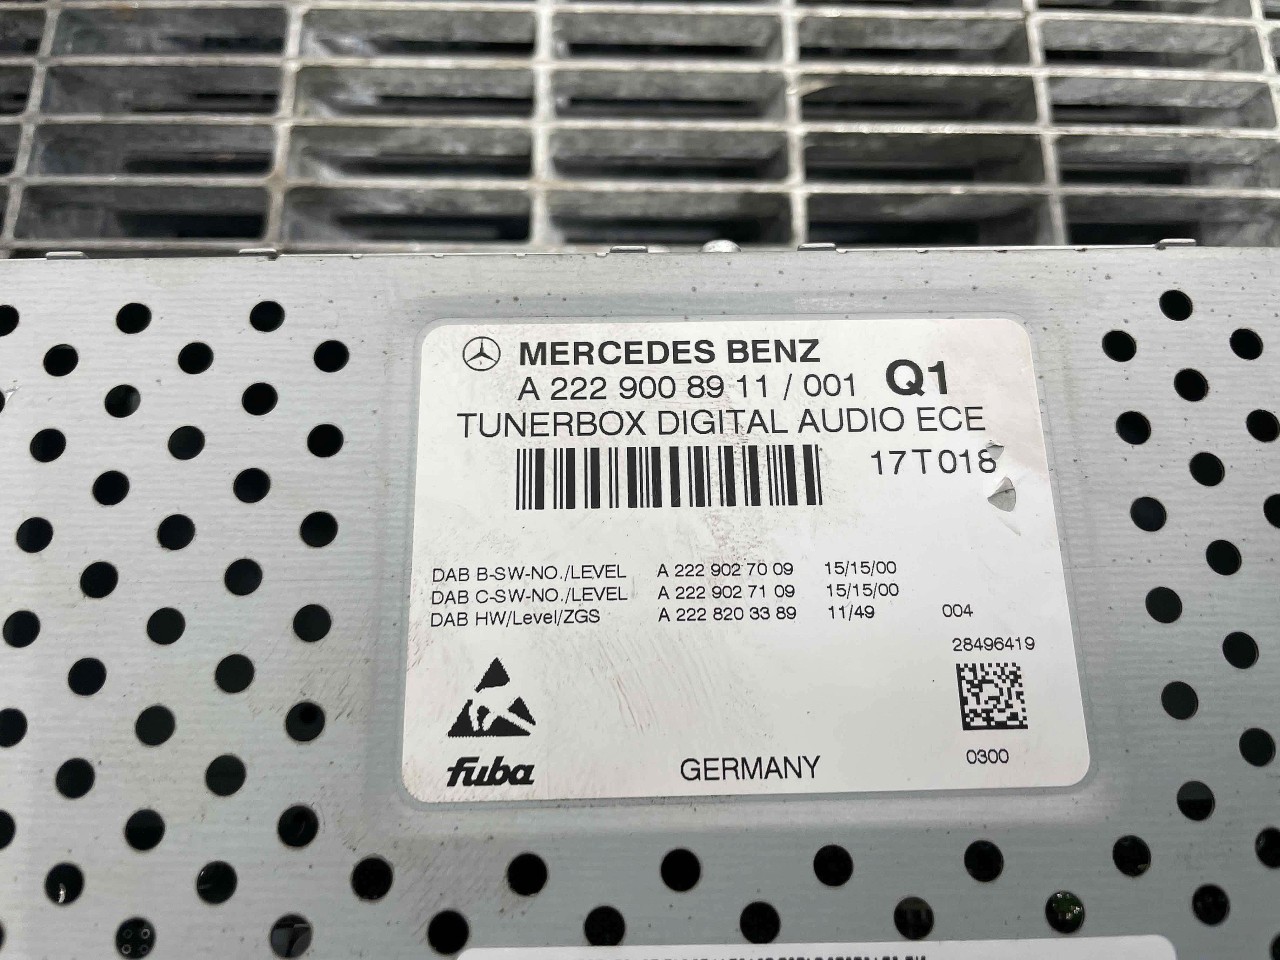 MERCEDES BENZ
A 222 900 89 11 / 001 Q1
TUNERBOX DIGITAL AUDIO ECE
17T018
DAB B-SW-NO./LEVEL A 222 902 70 09 15/15/00
DAB C-SW-NO./LEVEL A 222 902 71 09 15/15/00
DAB HW/Level/ZGS A 222 820 33 89 11/49 004
28496419
fuba GERMANY 0300